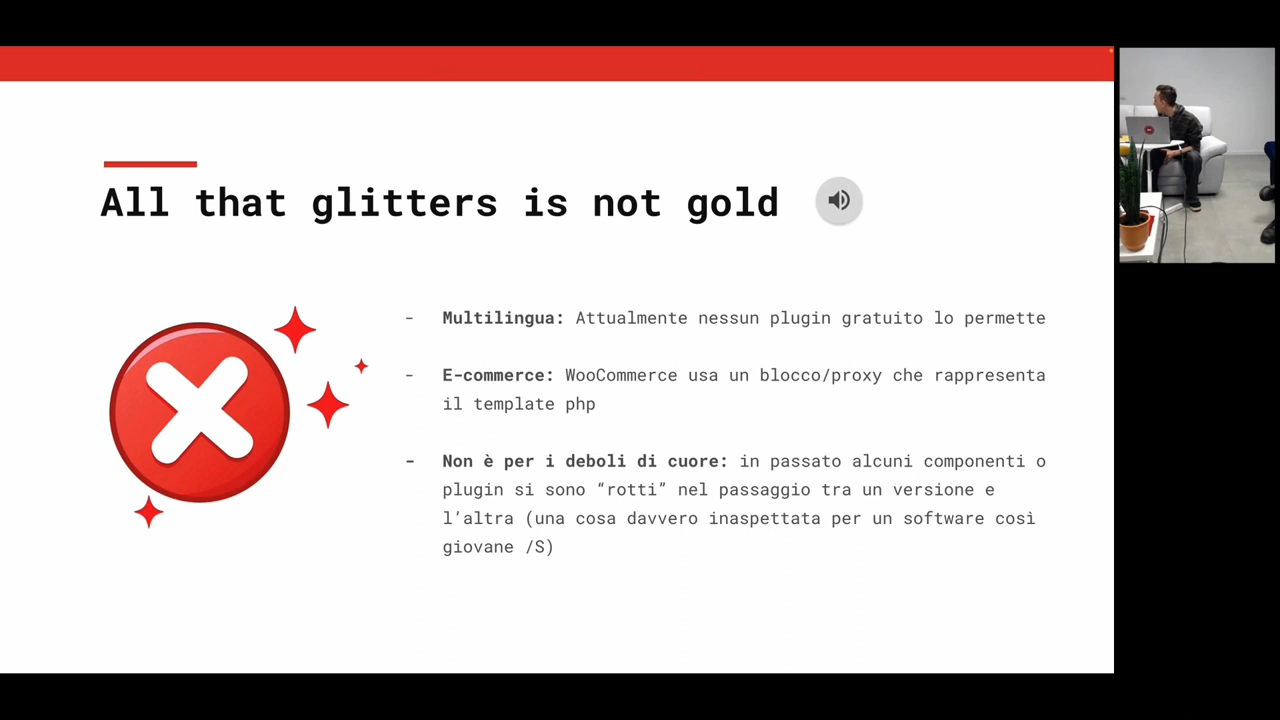 All that glitters is not gold
- Multilingua: Attualmente nessun plugin gratuito lo permette
- E-commerce: WooCommerce usa un blocco/proxy che rappresenta
il template php
- Non è per i deboli di cuore: in passato alcuni componenti o
plugin si sono “rotti” nel passaggio tra un versione e
l’altra (una cosa davvero inaspettata per un software così
giovane /S)